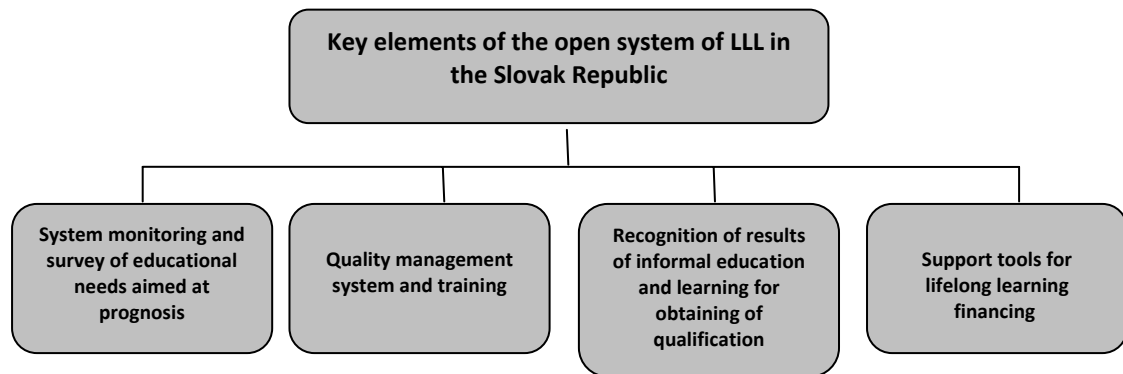 Key elements of the open system of LLL in
the Slovak Republic
System monitoring and
survey of educational
needs aimed at
prognosis
Quality management
system and training
Recognition of results
of informal education
and learning for
obtaining of
qualification
Support tools for
lifelong learning
financing